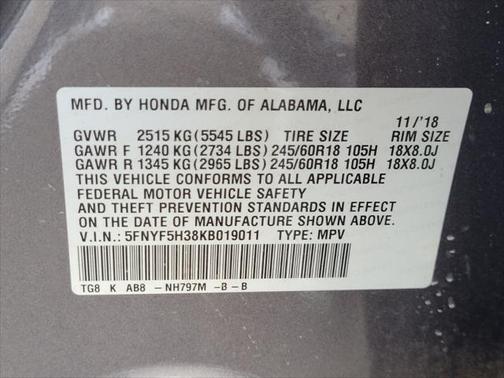 MFD. BY HONDA MFG. OF ALABAMA, LLC
11/'18
GVWR 2515 KG (5545 LBS) TIRE SIZE RIM SIZE
GAWR F 1240 KG (2734 LBS) 245/60R18 105H 18X8.0J
GAWR R 1345 KG (2965 LBS) 245/60R18 105H 18X8.0J
THIS VEHICLE CONFORMS TO ALL APPLICABLE
FEDERAL MOTOR VEHICLE SAFETY
AND THEFT PREVENTION STANDARDS IN EFFECT
ON THE DATE OF MANUFACTURE SHOWN ABOVE.
V.I.N.: 5FNYF5H38KB019011 TYPE: MPV
TG8 K AB8 -NH797M -B -B